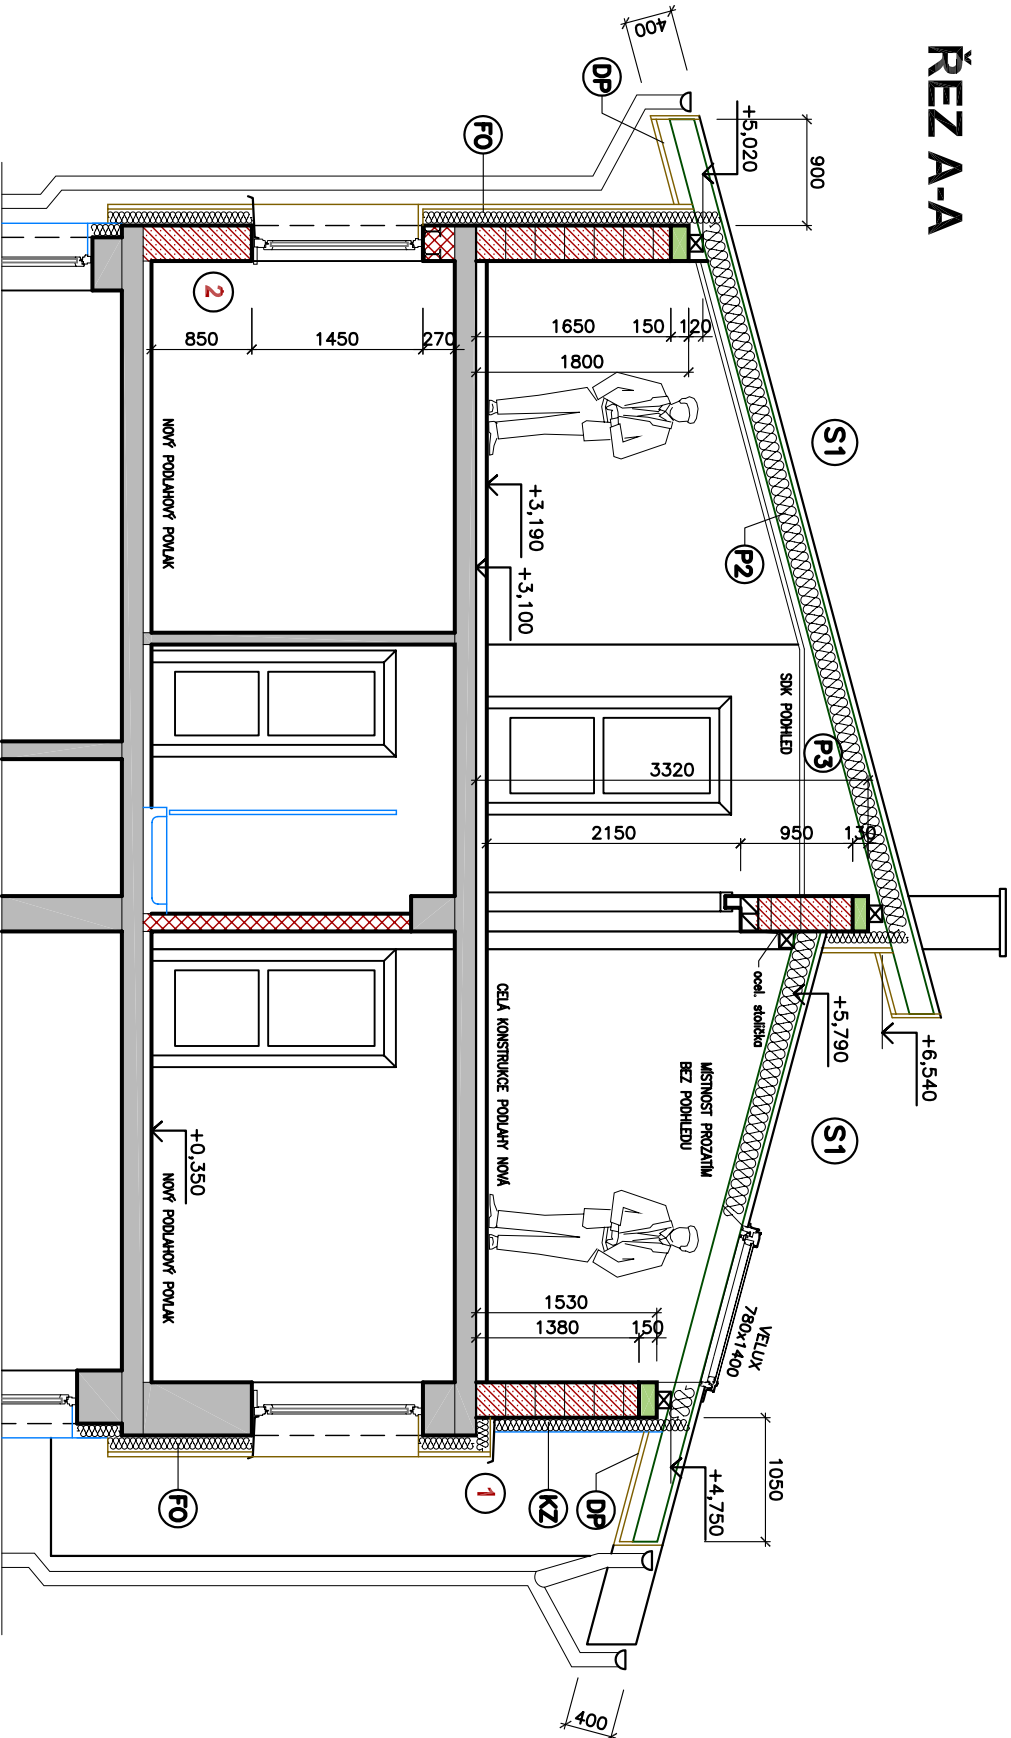 ŘEZ A-A
400
900
DP
+5,020
FO
2
850
1450
270
1650
150
120
1800
S1
P2
+3,190
+3,100
NOVÝ PODLAHOVÝ POVLAK
SDK PODHLED
P3
3320
2150
950
130
ocel. stolička
+5,790
+6,540
S1
CELÁ KONSTRUKCE PODLAHY NOVÁ
MÍSTNOST PROZATÍM
BEZ PODHLEDU
+0,350
NOVÝ PODLAHOVÝ POVLAK
VELUX
780x1400
1530
1380
150
1050
+4,750
1
KZ
DP
FO
400